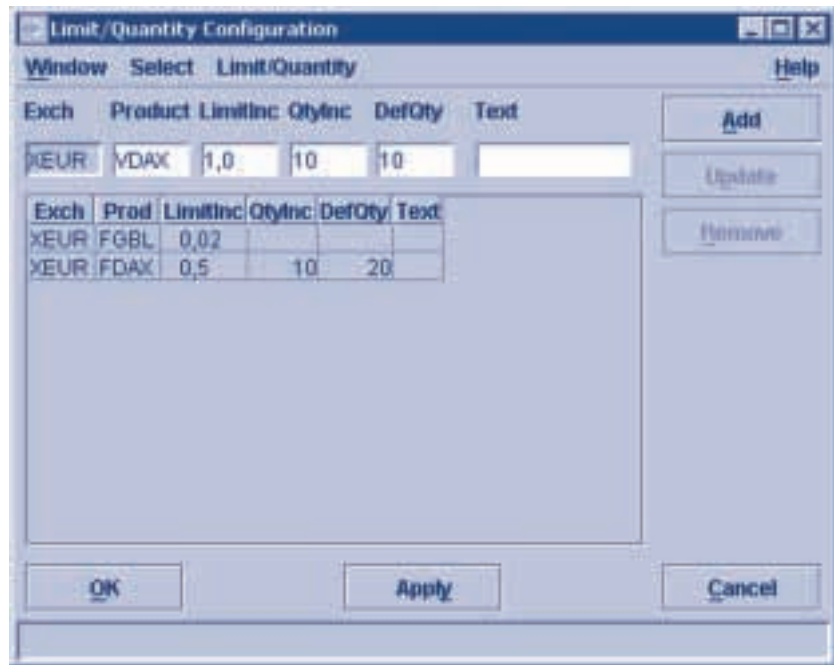 Limit/Quantity Configuration
Window Select Limit/Quantity Help
Exch Product LimitInc QtyInc DefQty Text
XEUR VDAX 1,0 10 10
Add
Update
Remove
Exch Prod LimitInc QtyInc DefQty Text
XEUR FGBL 0,02
XEUR FDAX 0,5 10 20
OK Apply Cancel